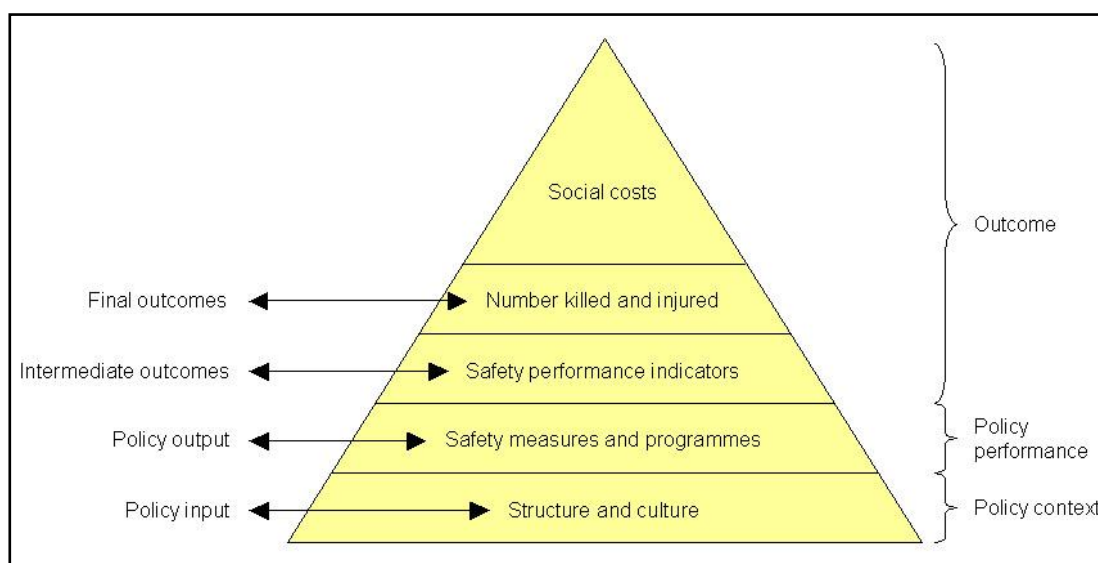 Social costs
Outcome
Final outcomes
Number killed and injured
Intermediate outcomes
Safety performance indicators
Policy output
Safety measures and programmes
Policy
performance
Policy input
Structure and culture
Policy context